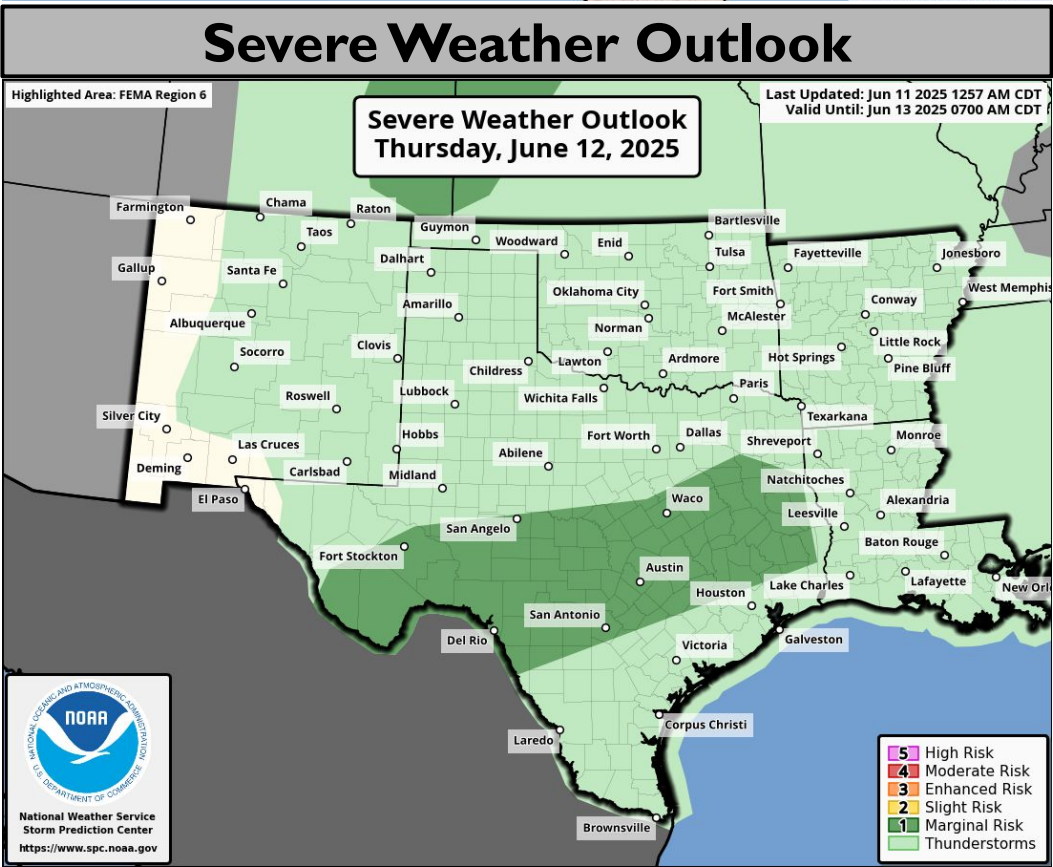 Severe Weather Outlook
Highlighted Area: FEMA Region 6
Severe Weather Outlook
Thursday, June 12, 2025
Last Updated: Jun 11 2025 1257 AM CDT
Valid Until: Jun 13 2025 0700 AM CDT
Farmington
Chama
Raton
Taos
Guymon
Bartlesville
Woodward
Enid
Tulsa
Fayetteville
Jonesboro
Gallup
Santa Fe
Dalhart
West Memphis
Oklahoma City
Fort Smith
Conway
Amarillo
Albuquerque
Norman
McAlester
Little Rock
Socorro
Clovis
Childress
Lawton
Ardmore
Hot Springs
Pine Bluff
Roswell
Lubbock
Wichita Falls
Paris
Silver City
Texarkana
Las Cruces
Hobbs
Fort Worth
Dallas
Shreveport
Monroe
Deming
Carlsbad
Midland
Abilene
Natchitoches
El Paso
Waco
Leesville
Alexandria
San Angelo
Fort Stockton
Baton Rouge
Austin
Houston
Lake Charles
Lafayette
New Orl
San Antonio
Del Rio
Victoria
Galveston
Laredo
Corpus Christi
Brownsville
NATIONAL OCEANIC AND ATMOSPHERIC ADMINISTRATION
NOAA
U.S. DEPARTMENT OF COMMERCE
National Weather Service
Storm Prediction Center
https://www.spc.noaa.gov
5 High Risk
4 Moderate Risk
3 Enhanced Risk
2 Slight Risk
1 Marginal Risk
Thunderstorms